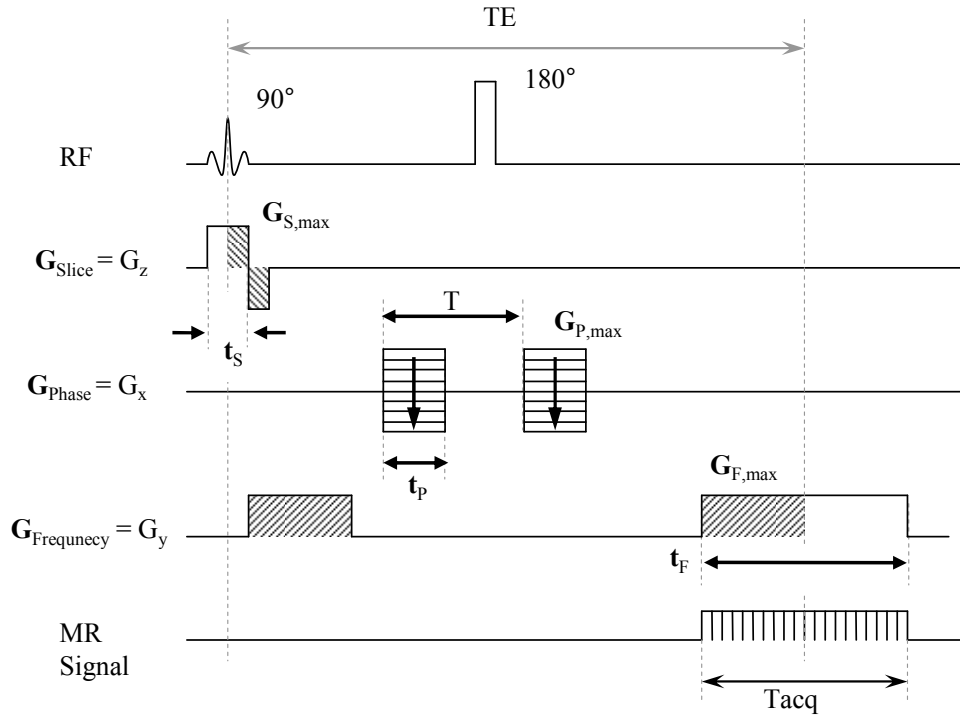 TE
90°
180°
RF
G_S,max
G_Slice = G_z
T
G_P,max
t_S
G_Phase = G_x
t_P
G_F,max
G_Frequnecy = G_y
t_F
MR
Signal
Tacq